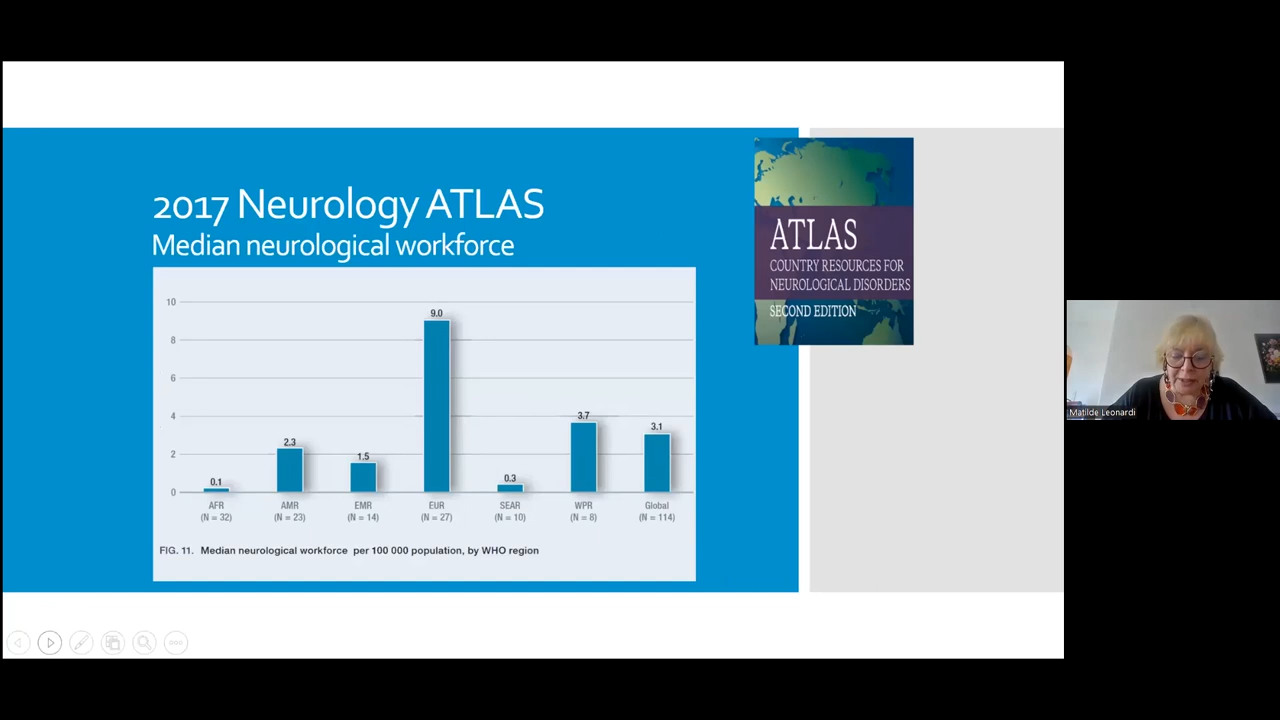 2017 Neurology ATLAS
Median neurological workforce
10
8
6
4
2
0
0.1
2.3
1.5
9.0
0.3
3.7
3.1
AFR
(N = 32)
AMR
(N = 23)
EMR
(N = 14)
EUR
(N = 27)
SEAR
(N = 10)
WPR
(N = 8)
Global
(N = 114)
FIG. 11. Median neurological workforce per 100 000 population, by WHO region
ATLAS
COUNTRY RESOURCES FOR
NEUROLOGICAL DISORDERS
SECOND EDITION
Matilde Leonardi